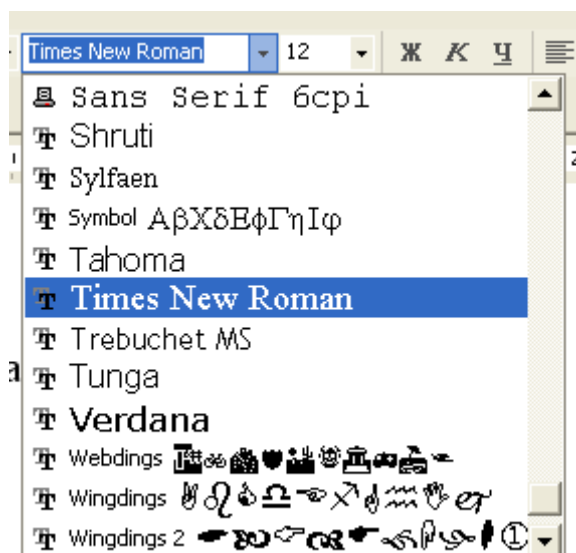 Times New Roman 12 Ж К Ч
Sans Serif 6cpi
Shruti
Sylfaen
Symbol ΑβΧδΕφΓηΙφ
Tahoma
Times New Roman
Trebuchet MS
Tunga
Verdana
Webdings
Wingdings
Wingdings 2